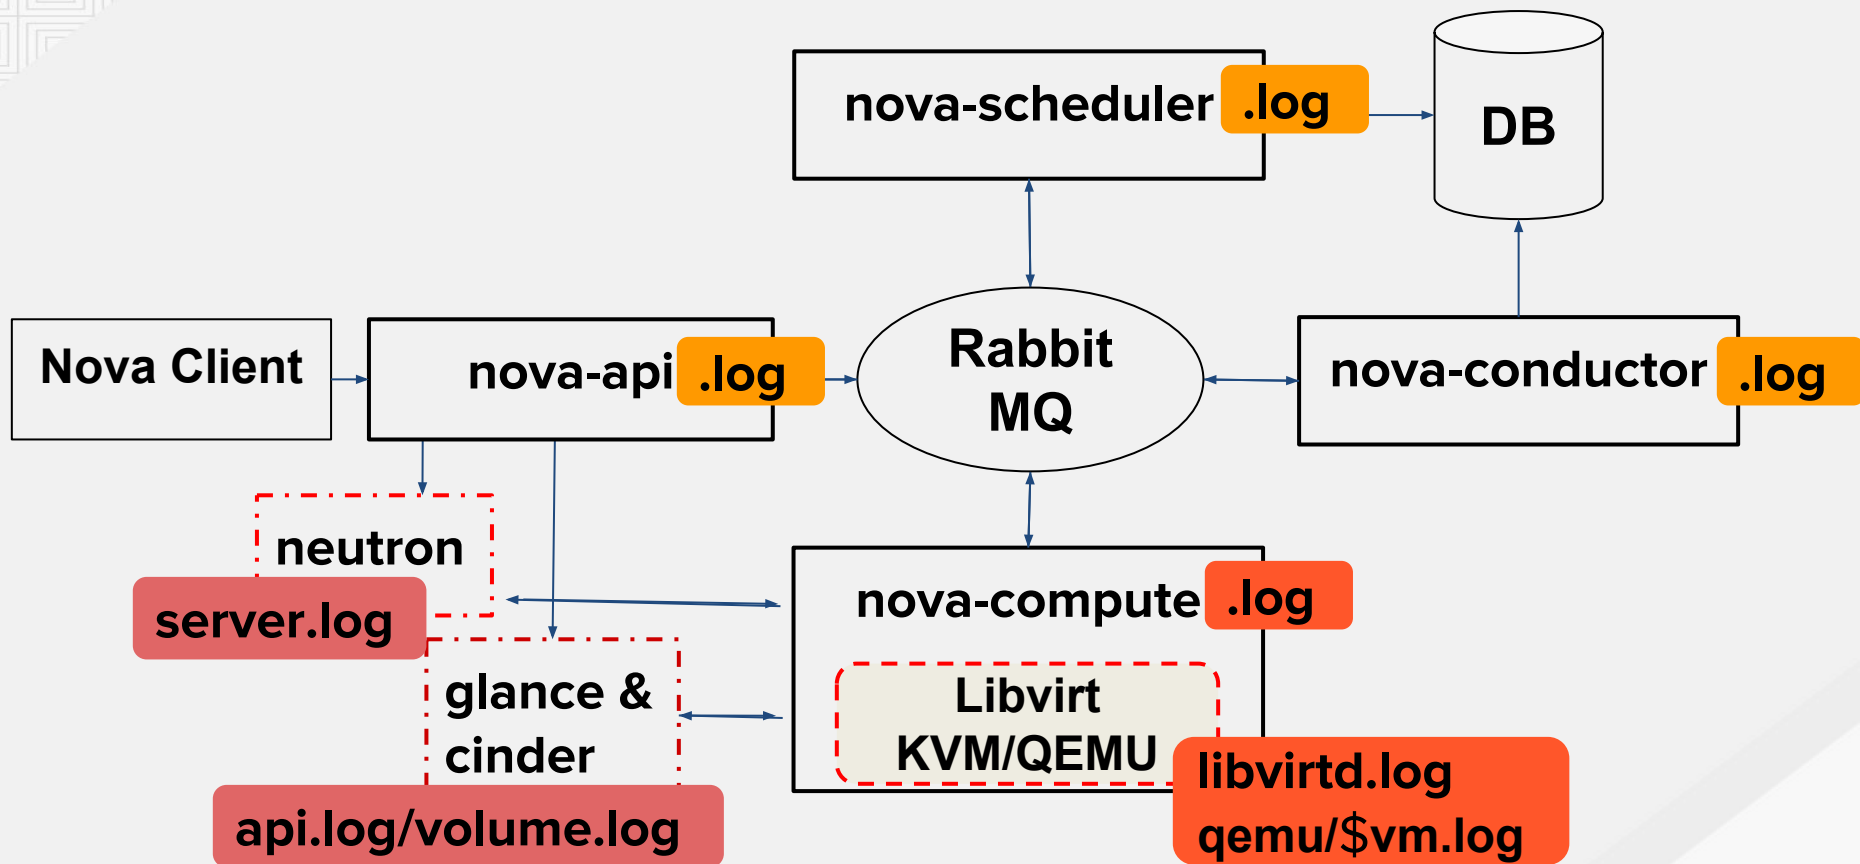 nova-scheduler .log
DB
Nova Client
nova-api .log
Rabbit
MQ
nova-conductor .log
neutron
server.log
nova-compute .log
glance &
cinder
Libvirt
KVM/QEMU
api.log/volume.log
libvirtd.log
qemu/$vm.log